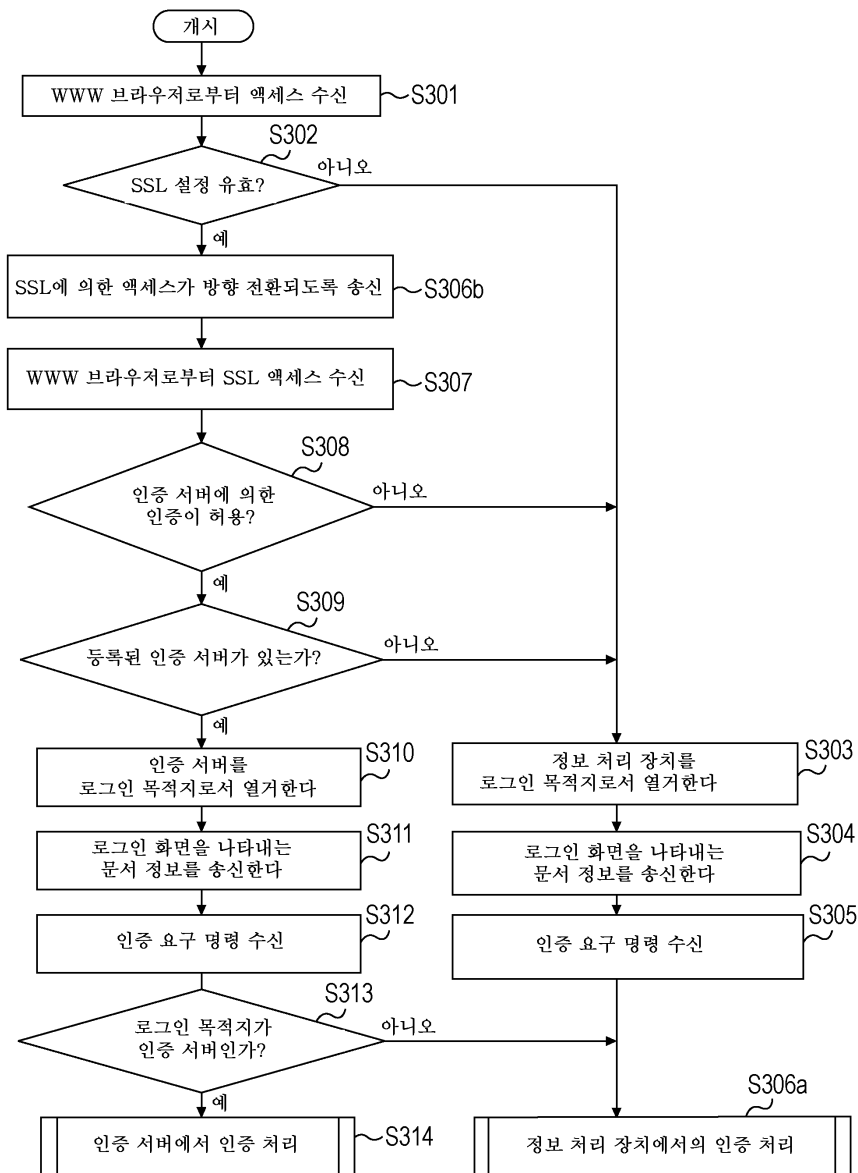 개시
WWW 브라우저로부터 액세스 수신
S301
S302
SSL 설정 유효?
아니오
예
SSL에 의한 액세스가 방향 전환되도록 송신
S306b
WWW 브라우저로부터 SSL 액세스 수신
S307
S308
인증 서버에 의한
인증이 허용?
아니오
예
S309
등록된 인증 서버가 있는가?
아니오
예
인증 서버를
로그인 목적지로서 열거한다
S310
정보 처리 장치를
로그인 목적지로서 열거한다
S303
로그인 화면을 나타내는
문서 정보를 송신한다
S311
로그인 화면을 나타내는
문서 정보를 송신한다
S304
인증 요구 명령 수신
S312
인증 요구 명령 수신
S305
S313
로그인 목적지가
인증 서버인가?
아니오
예
인증 서버에서 인증 처리
S314
S306a
정보 처리 장치에서의 인증 처리